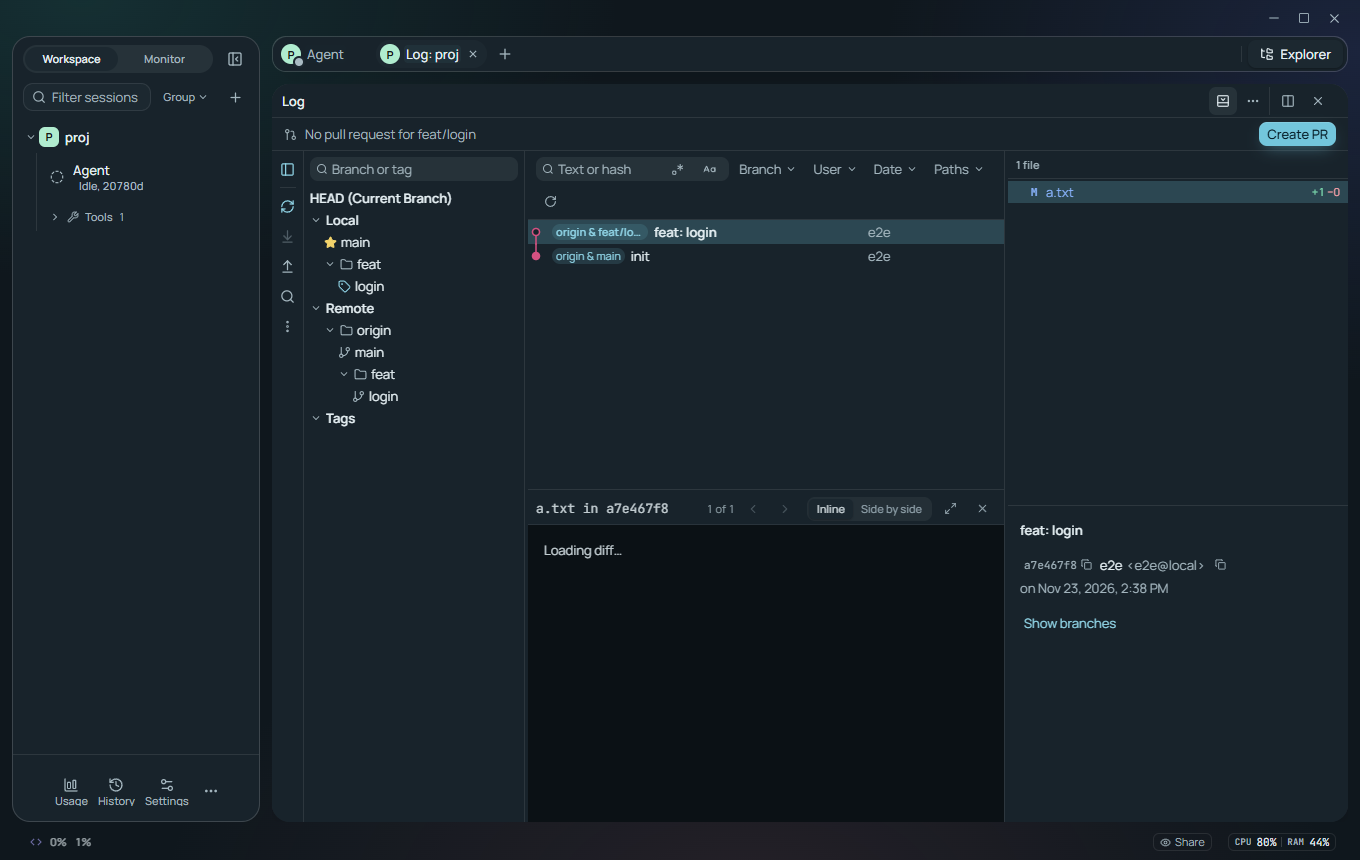 Workspace
Monitor
Filter sessions
Group
P proj
Agent
Idle, 20780d
Tools 1
Usage
History
Settings
0% 1%
P Agent
P Log: proj
Explorer
Log
No pull request for feat/login
Create PR
Branch or tag
HEAD (Current Branch)
Local
main
feat
login
Remote
origin
main
feat
login
Tags
Text or hash
.* Aa
Branch
User
Date
Paths
origin & feat/lo... feat: login e2e
origin & main init e2e
a.txt in a7e467f8
1 of 1
Inline
Side by side
Loading diff...
1 file
M a.txt +1 −0
feat: login
a7e467f8 e2e <e2e@local>
on Nov 23, 2026, 2:38 PM
Show branches
Share
CPU 80% RAM 44%